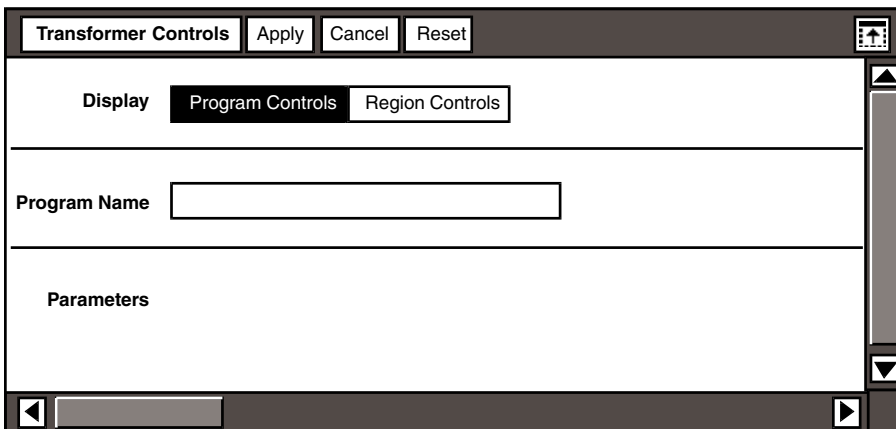 Transformer Controls Apply Cancel Reset
Display Program Controls Region Controls
Program Name
Parameters